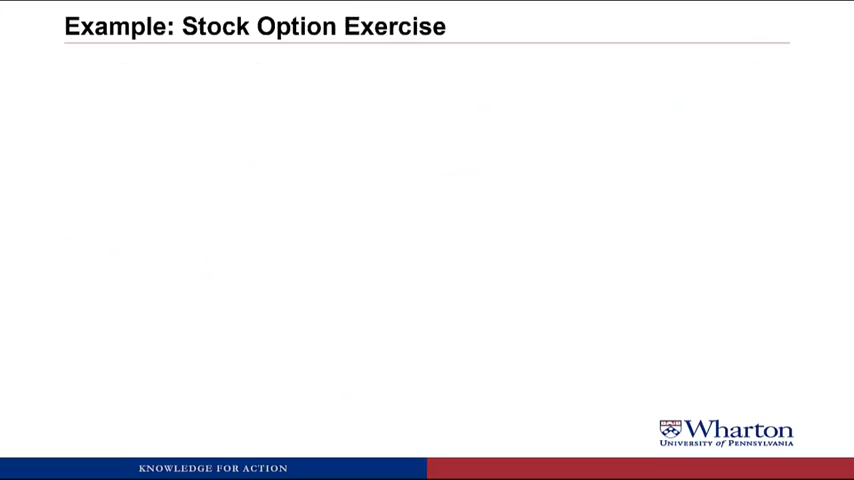 Example: Stock Option Exercise
Wharton
UNIVERSITY OF PENNSYLVANIA
KNOWLEDGE FOR ACTION